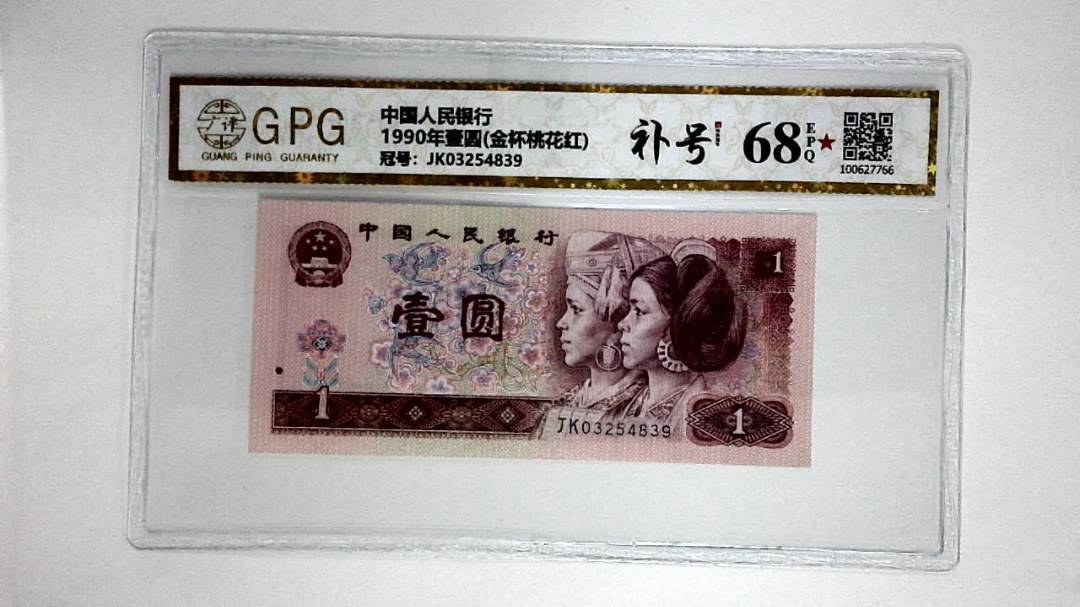 广评
GPG
GUANG PING GUARANTY
中国人民银行
1990年壹圆(金杯桃花红)
冠号：JK03254839
补号
68
EPQ
100627766
中国人民银行
1
壹圆
1
JK03254839
1